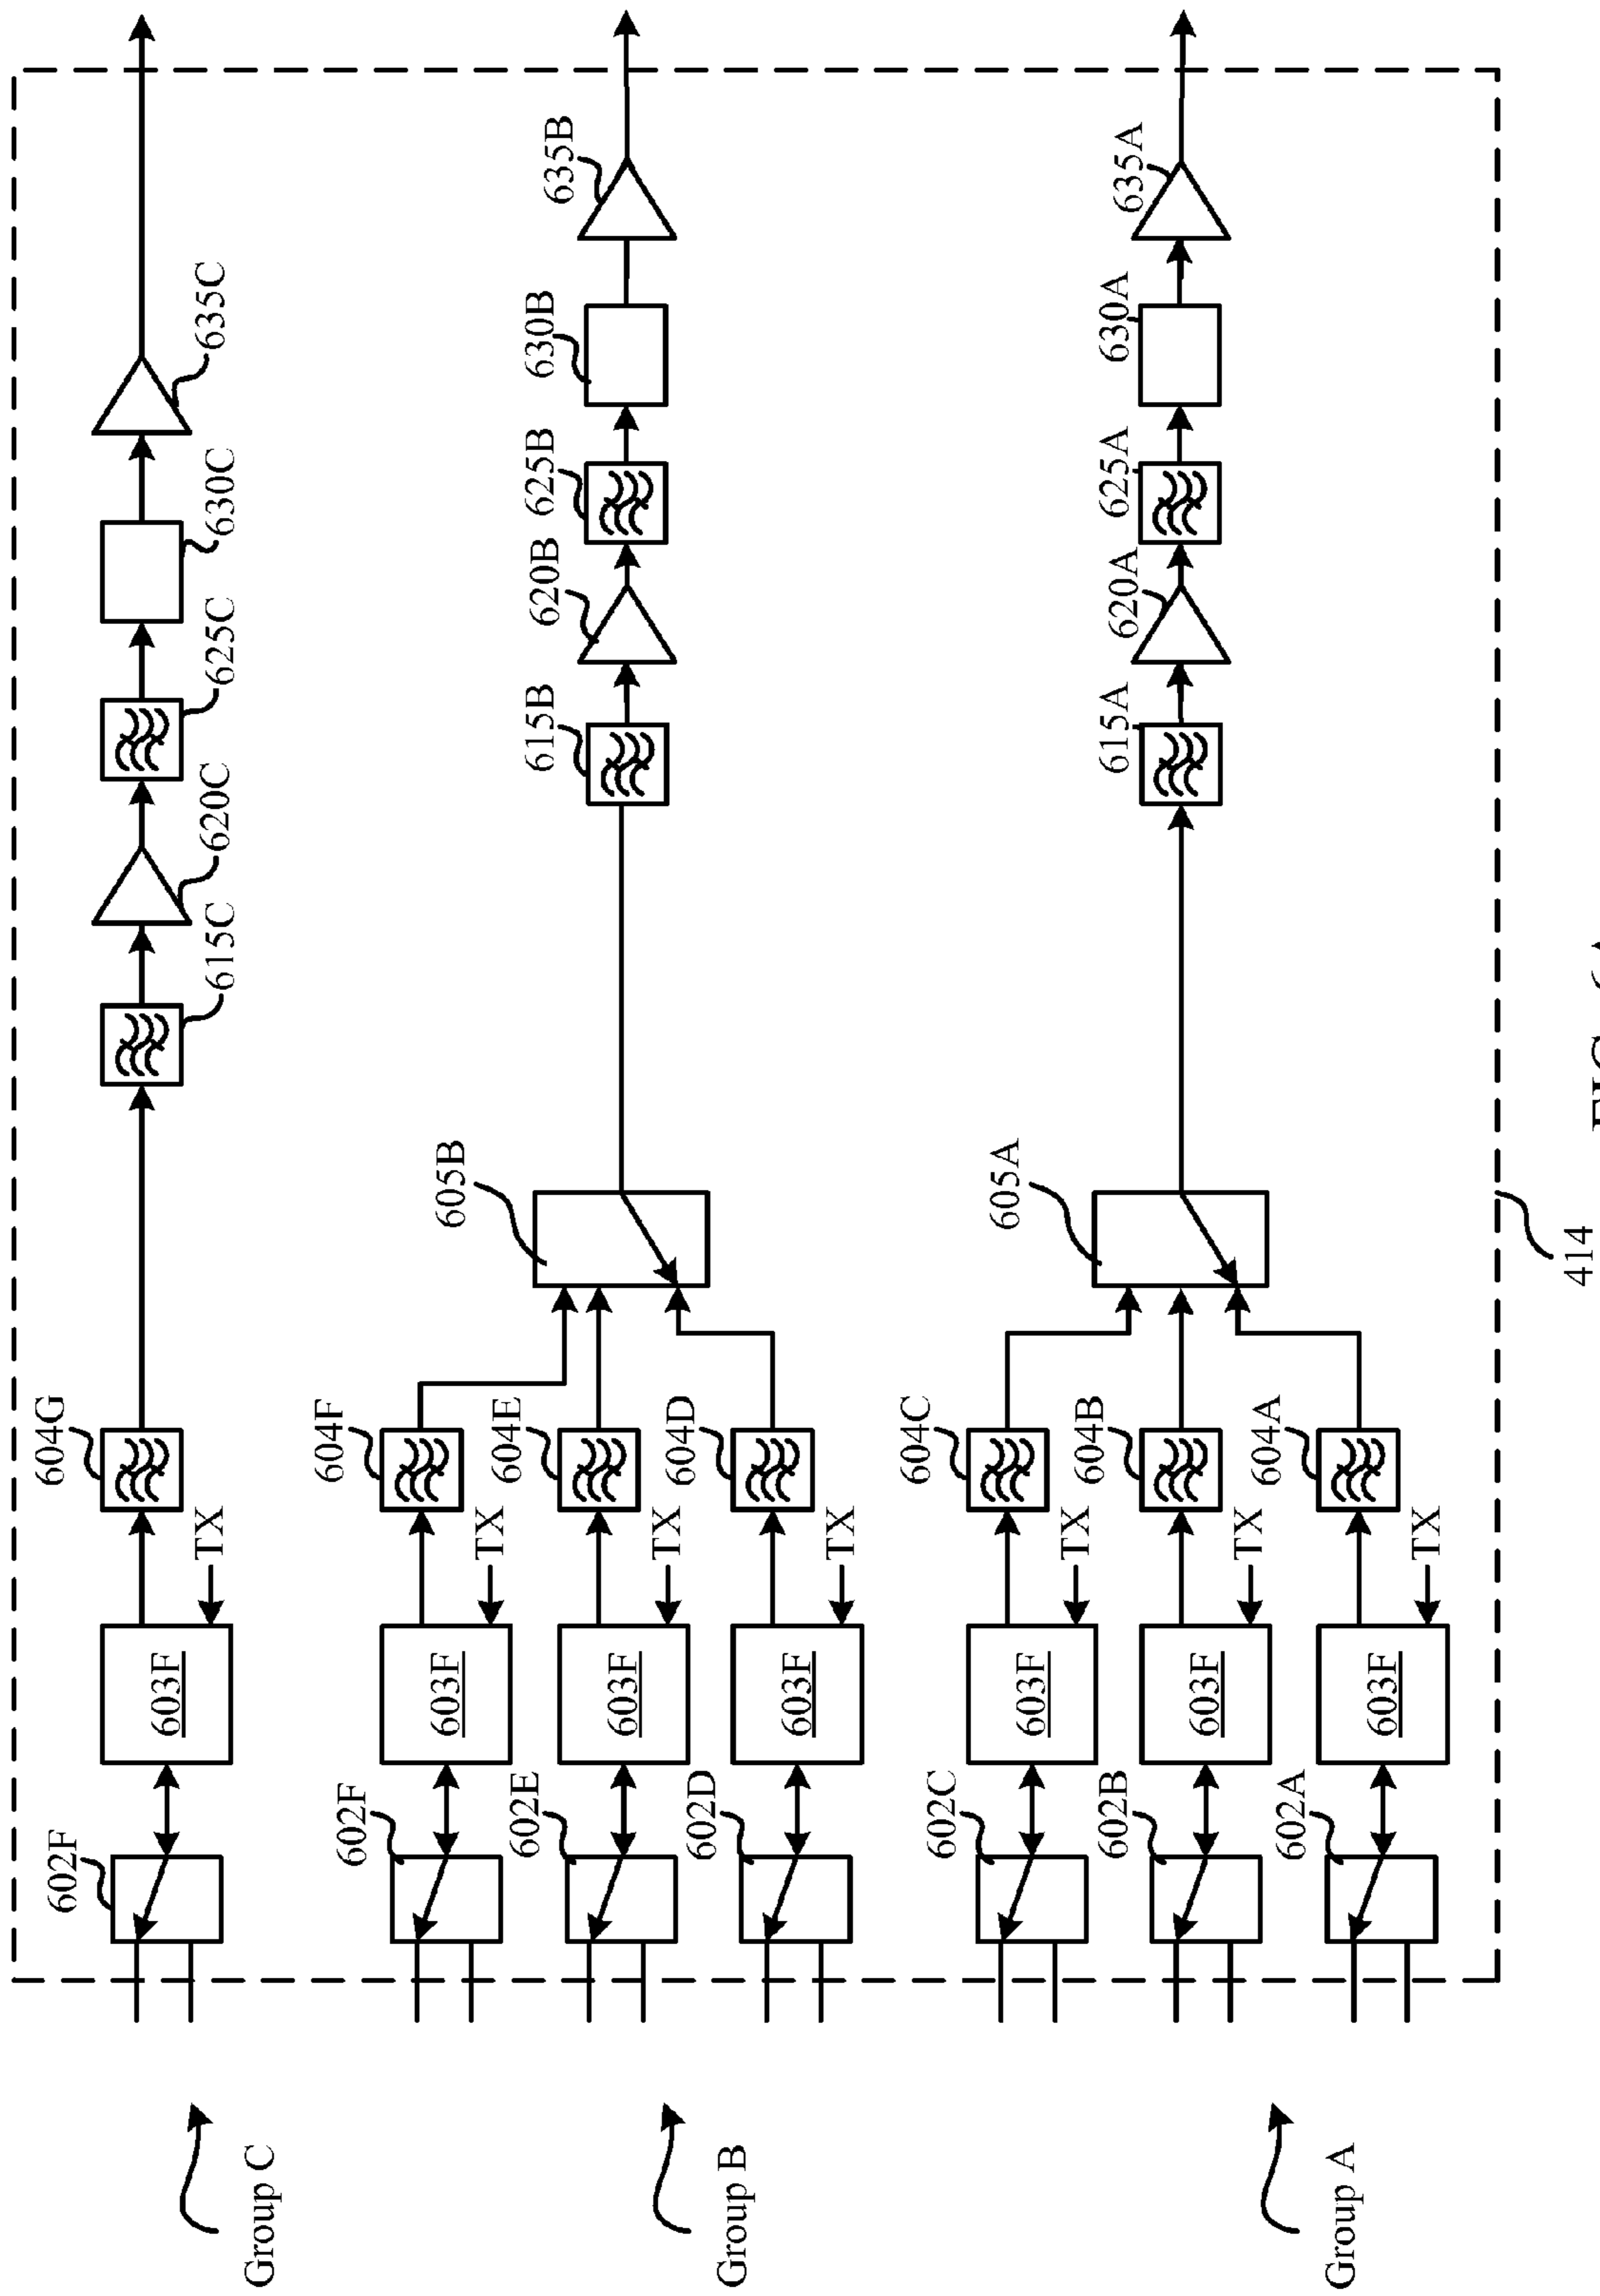 Group C
602F
603F
TX
604G
615C
620C
625C
630C
635C
Group B
602F
603F
TX
604F
602E
603F
TX
604E
602D
603F
TX
604D
605B
615B
620B
625B
630B
635B
Group A
602C
603F
TX
604C
602B
603F
TX
604B
602A
603F
TX
604A
605A
615A
620A
625A
630A
635A
414